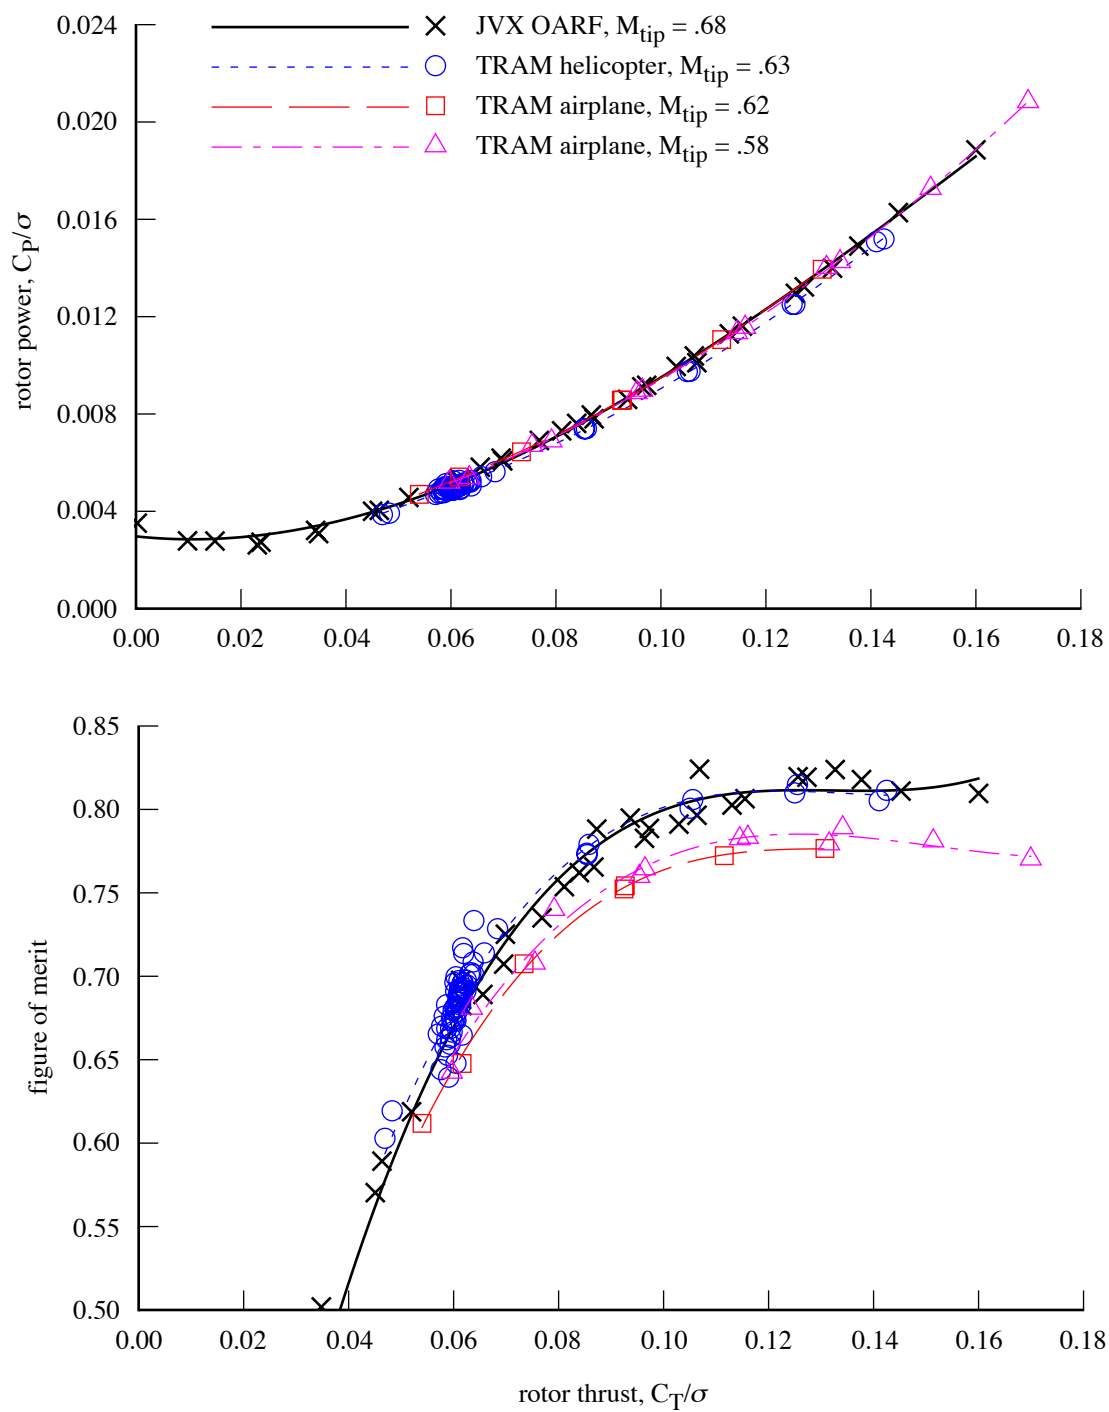 JVX OARF, Mtip = .68
TRAM helicopter, Mtip = .63
TRAM airplane, Mtip = .62
TRAM airplane, Mtip = .58
0.024
0.020
0.016
0.012
0.008
0.004
0.000
rotor power, CP/σ
0.00 0.02 0.04 0.06 0.08 0.10 0.12 0.14 0.16 0.18
0.85
0.80
0.75
0.70
0.65
0.60
0.55
0.50
figure of merit
0.00 0.02 0.04 0.06 0.08 0.10 0.12 0.14 0.16 0.18
rotor thrust, CT/σ